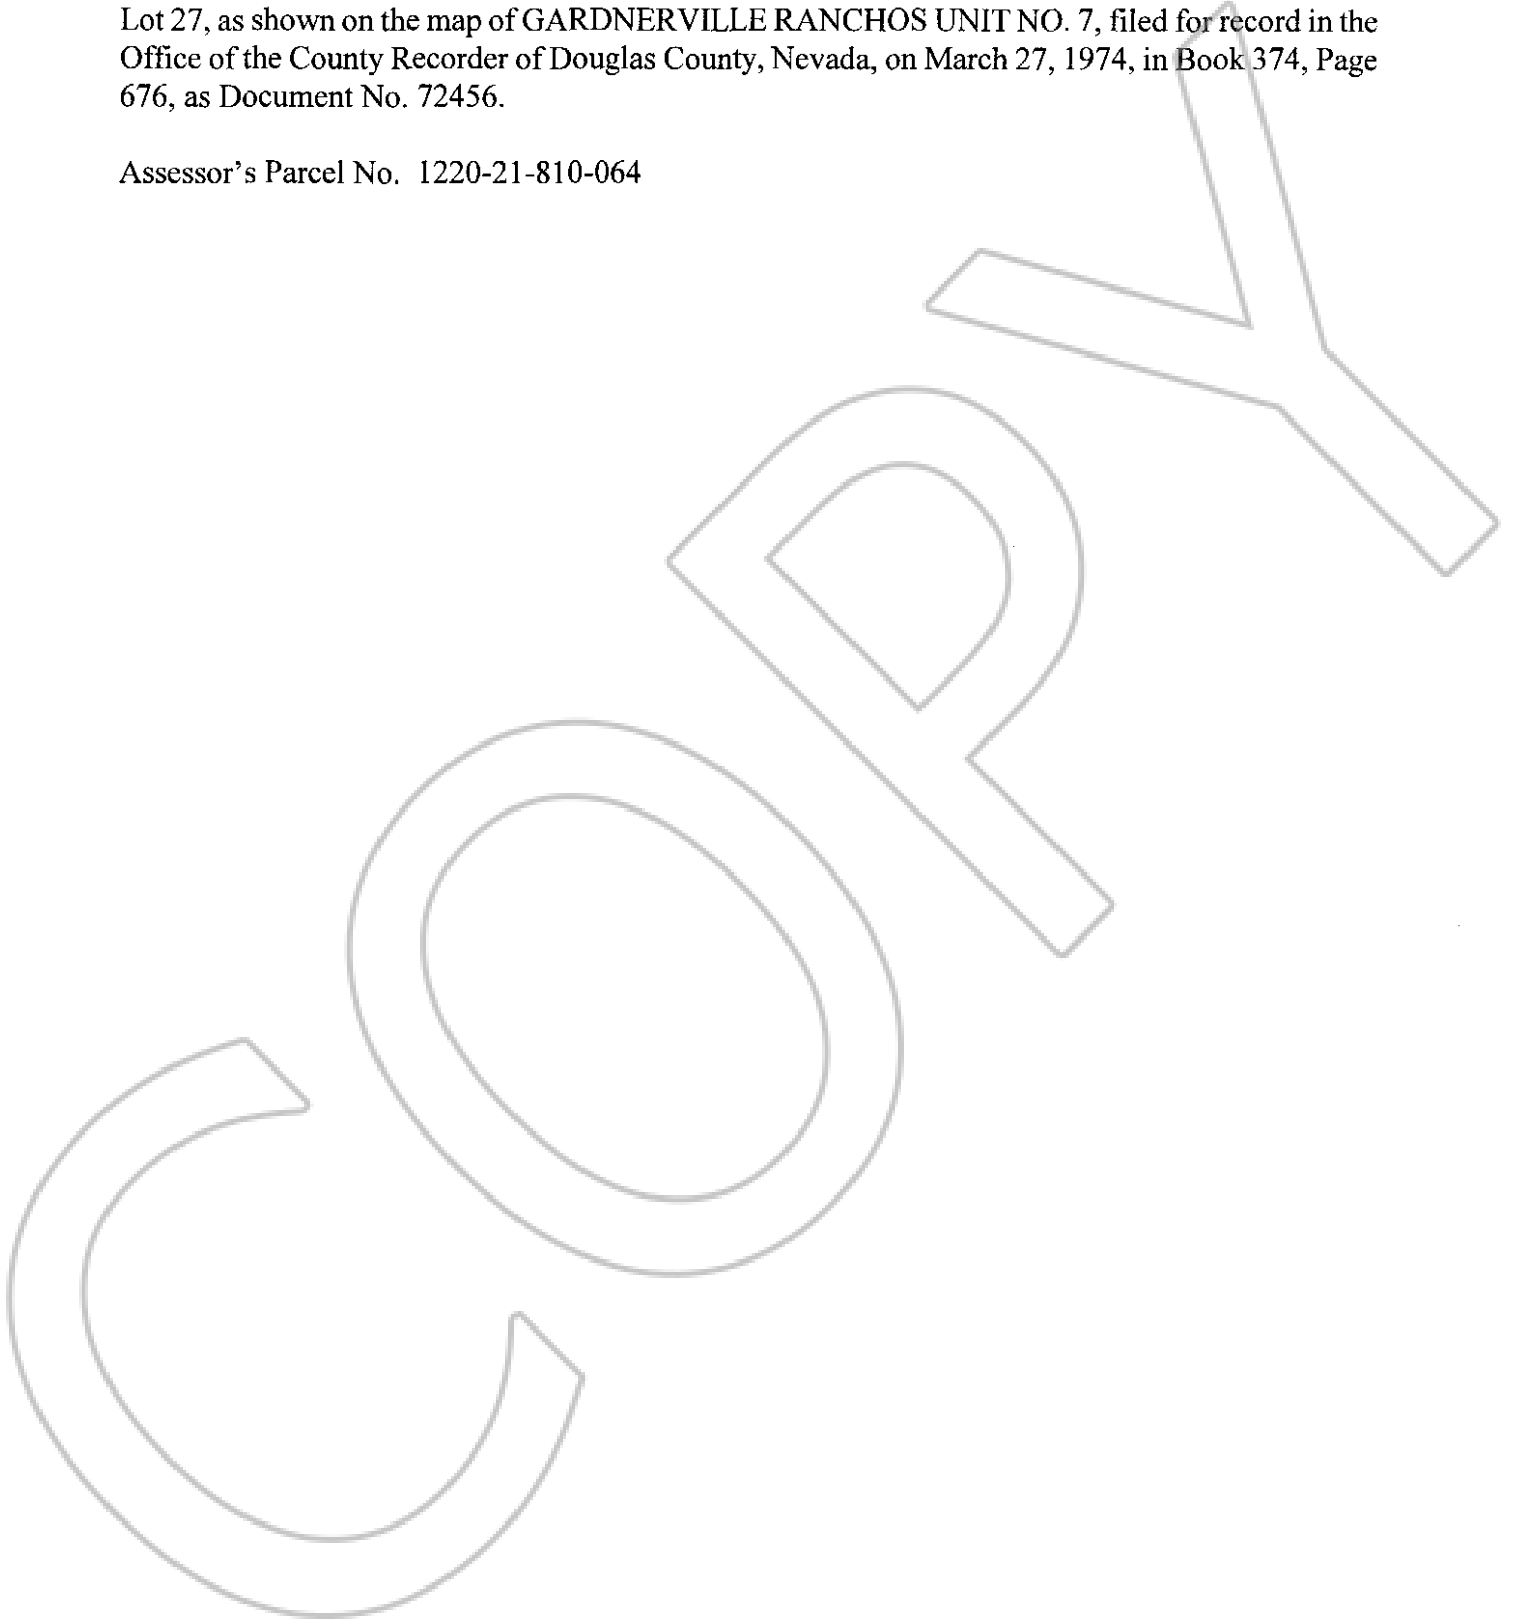 Lot 27, as shown on the map of GARDNERVILLE RANCHOS UNIT NO. 7, filed for record in the
Office of the County Recorder of Douglas County, Nevada, on March 27, 1974, in Book 374, Page
676, as Document No. 72456.
Assessor's Parcel No. 1220-21-810-064
COPY